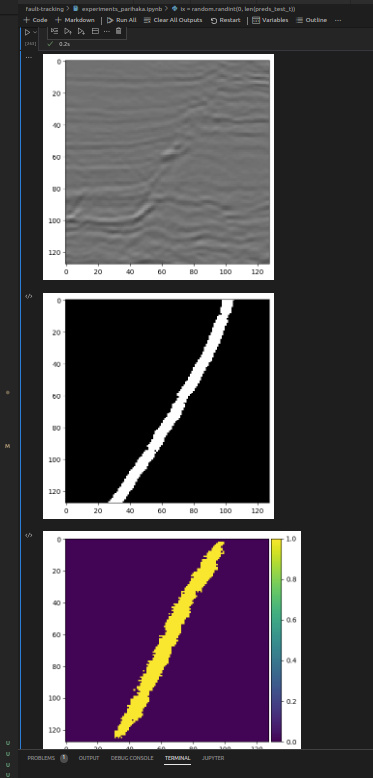 fault-tracking > experiments_parihaka.ipynb > ix = random.randint(0, len(preds_test_t))
+ Code + Markdown Run All Clear All Outputs Restart Variables Outline ...
0.2s
0
20
40
60
80
100
120
0 20 40 60 80 100 120
0
20
40
60
80
100
120
0 20 40 60 80 100 120
0
20
40
60
80
100
120
1.0
0.8
0.6
0.4
0.2
0.0
0 20 40 60 80 100 120
M
U
U
U
U
PROBLEMS 1 OUTPUT DEBUG CONSOLE TERMINAL JUPYTER